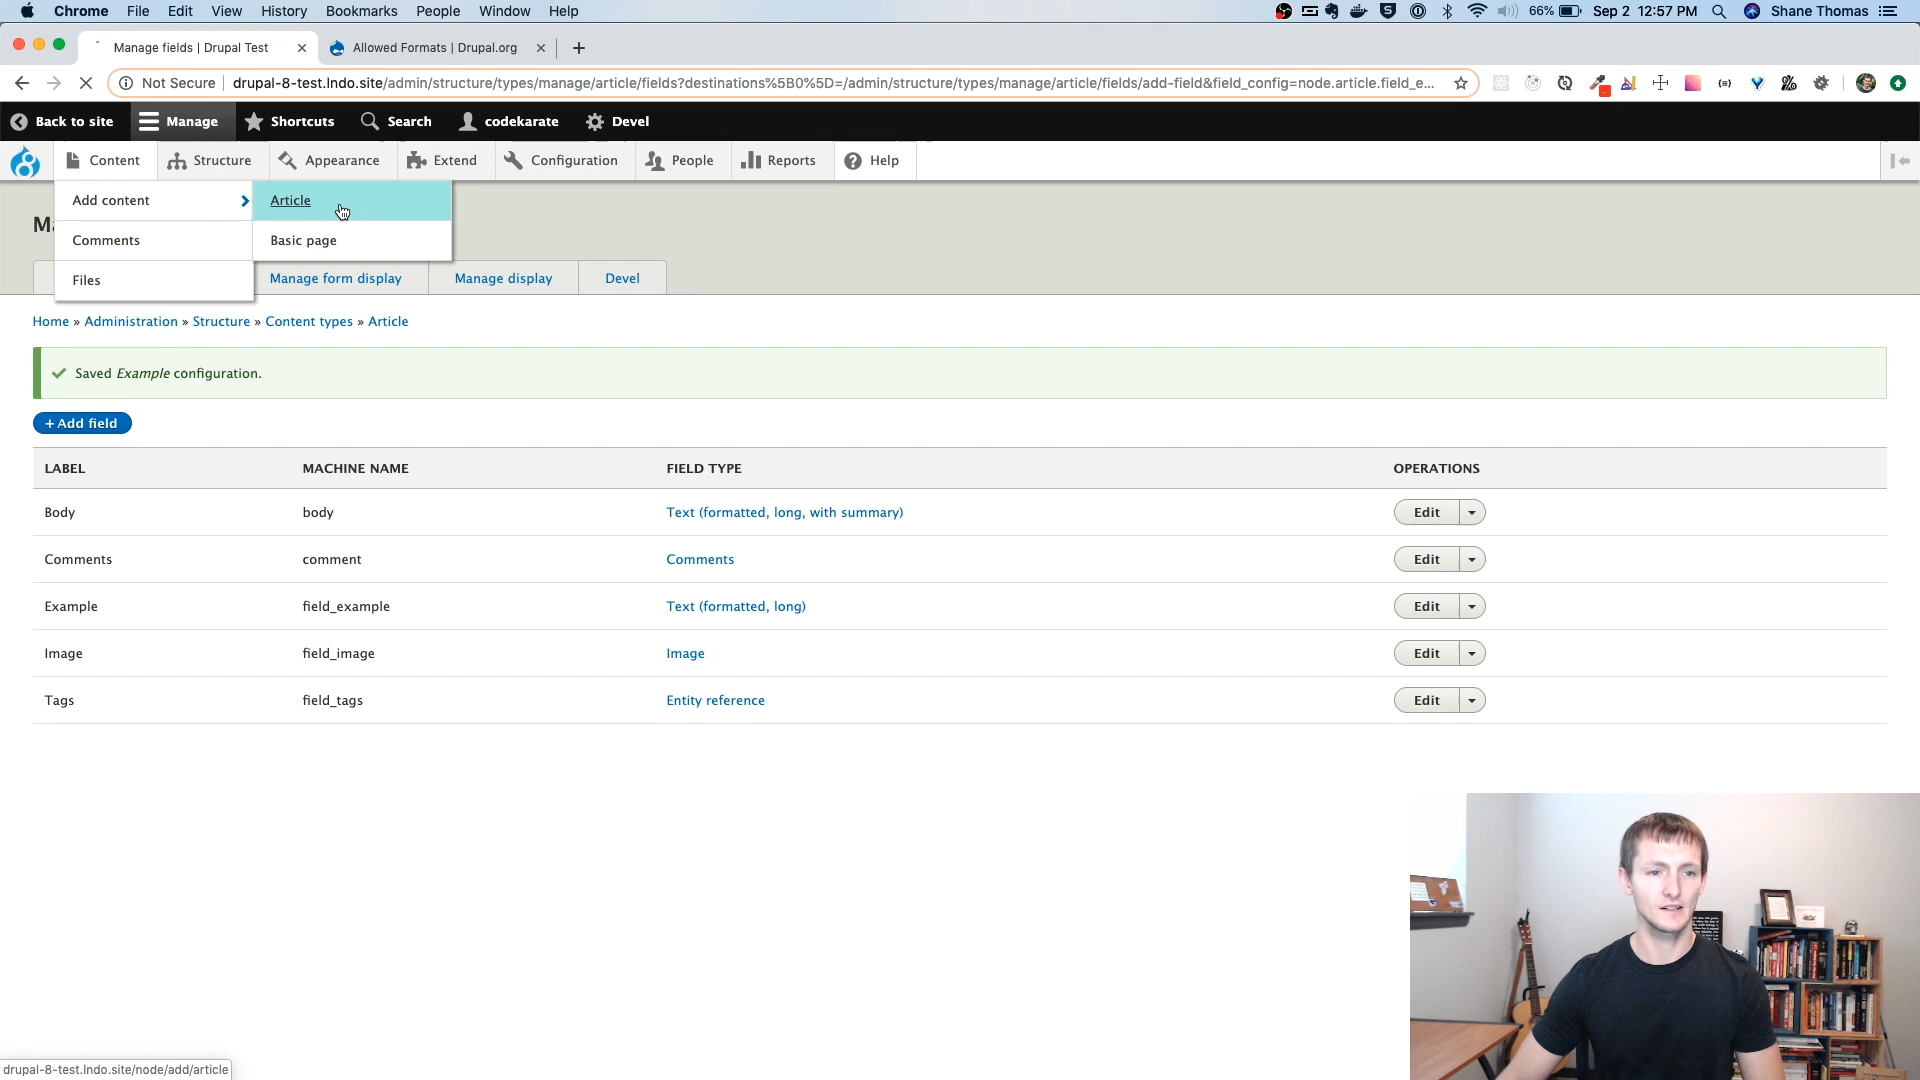 Chrome File Edit View History Bookmarks People Window Help 66% Sep 2 12:57 PM Shane Thomas
Manage fields | Drupal Test Allowed Formats | Drupal.org
Not Secure drupal-8-test.lndo.site/admin/structure/types/manage/article/fields?destinations%5B0%5D=/admin/structure/types/manage/article/fields/add-field&field_config=node.article.field_e...
Back to site Manage Shortcuts Search codekarate Devel
Content Structure Appearance Extend Configuration People Reports Help
Add content Article
Comments Basic page
Files Manage form display Manage display Devel
Home » Administration » Structure » Content types » Article
Saved Example configuration.
+ Add field
LABEL MACHINE NAME FIELD TYPE OPERATIONS
Body body Text (formatted, long, with summary) Edit
Comments comment Comments Edit
Example field_example Text (formatted, long) Edit
Image field_image Image Edit
Tags field_tags Entity reference Edit
drupal-8-test.lndo.site/node/add/article